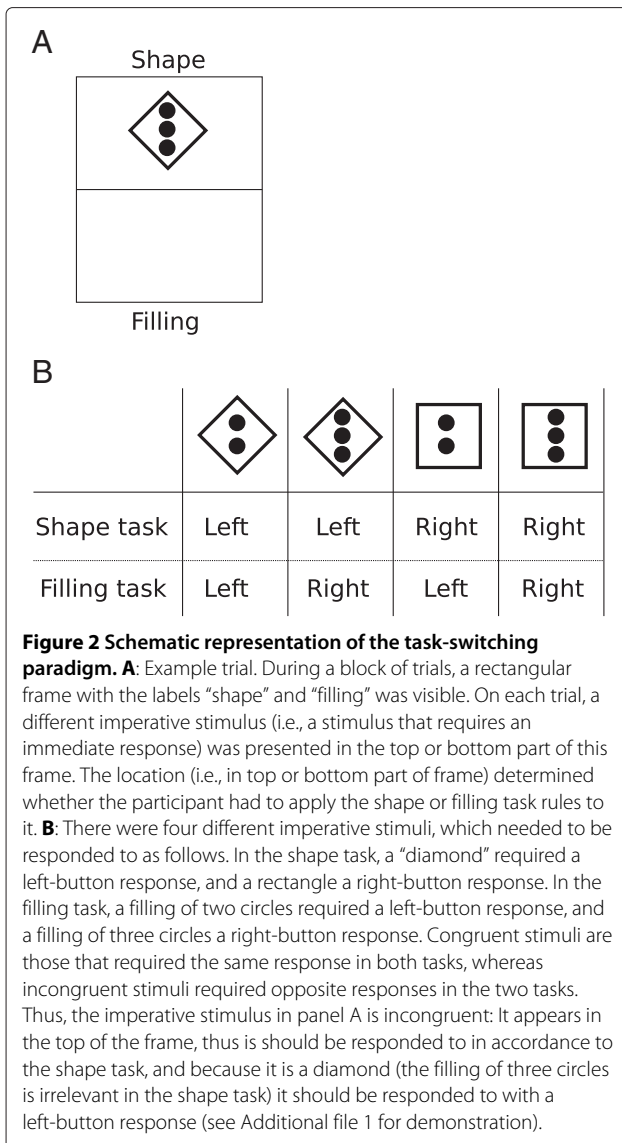 A
Shape
Filling
B
Shape task Left Left Right Right
Filling task Left Right Left Right
Figure 2 Schematic representation of the task-switching
paradigm. A: Example trial. During a block of trials, a rectangular
frame with the labels “shape” and “filling” was visible. On each trial, a
different imperative stimulus (i.e., a stimulus that requires an
immediate response) was presented in the top or bottom part of this
frame. The location (i.e., in top or bottom part of frame) determined
whether the participant had to apply the shape or filling task rules to
it. B: There were four different imperative stimuli, which needed to be
responded to as follows. In the shape task, a “diamond” required a
left-button response, and a rectangle a right-button response. In the
filling task, a filling of two circles required a left-button response, and
a filling of three circles a right-button response. Congruent stimuli are
those that required the same response in both tasks, whereas
incongruent stimuli required opposite responses in the two tasks.
Thus, the imperative stimulus in panel A is incongruent: It appears in
the top of the frame, thus is should be responded to in accordance to
the shape task, and because it is a diamond (the filling of three circles
is irrelevant in the shape task) it should be responded to with a
left-button response (see Additional file 1 for demonstration).